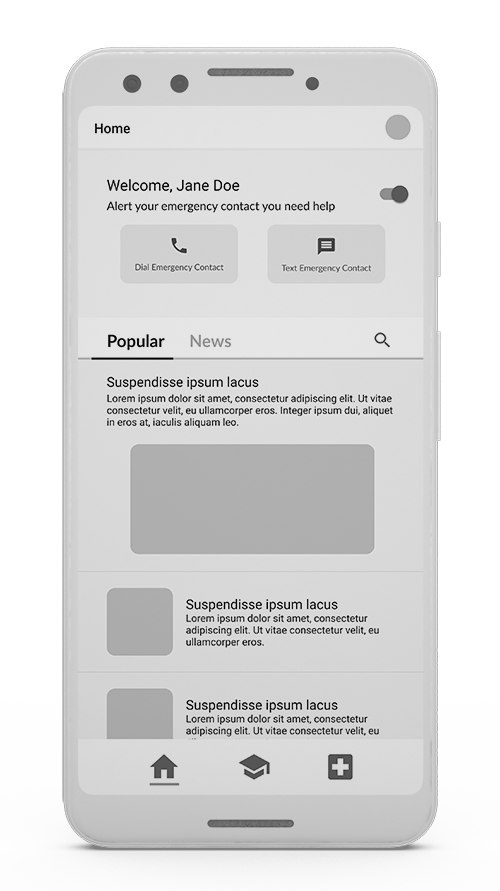 Home
Welcome, Jane Doe
Alert your emergency contact you need help
Dial Emergency Contact
Text Emergency Contact
Popular
News
Suspendisse ipsum lacus
Lorem ipsum dolor sit amet, consectetur adipiscing elit. Ut vitae
consectetur velit, eu ullamcorper eros. Integer ipsum dui, aliquet
in eros at, iaculis aliquam leo.
Suspendisse ipsum lacus
Lorem ipsum dolor sit amet, consectetur
adipiscing elit. Ut vitae consectetur velit, eu
ullamcorper eros.
Suspendisse ipsum lacus
Lorem ipsum dolor sit amet, consectetur
adipiscing elit. Ut vitae consectetur velit, eu